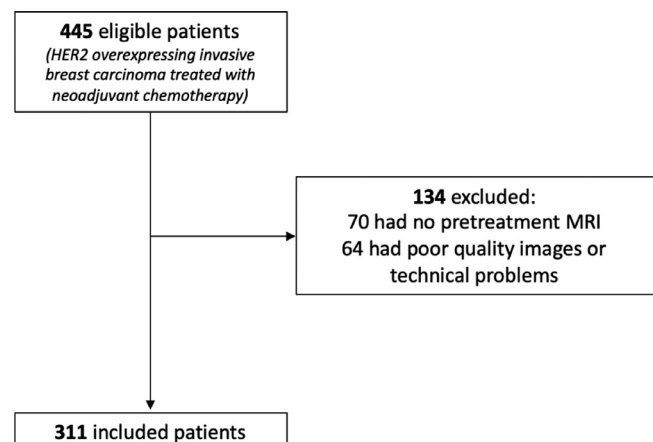 445 eligible patients
(HER2 overexpressing invasive
breast carcinoma treated with
neoadjuvant chemotherapy)
134 excluded:
70 had no pretreatment MRI
64 had poor quality images or
technical problems
311 included patients